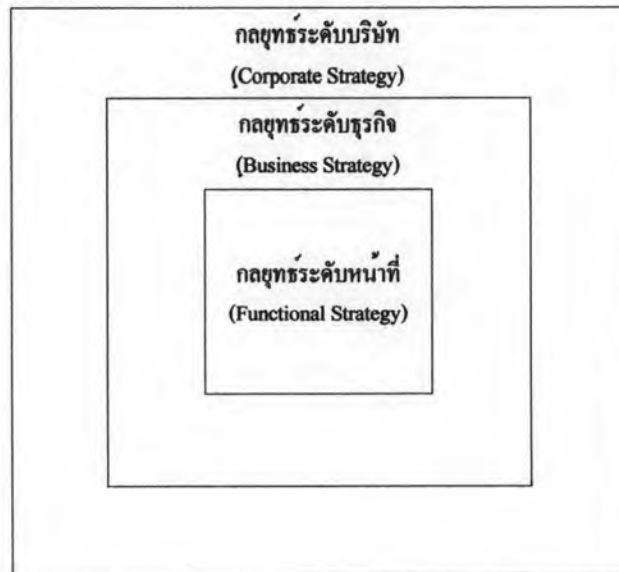 กลยุทธ์ระดับบริษัท
(Corporate Strategy)
กลยุทธ์ระดับธุรกิจ
(Business Strategy)
กลยุทธ์ระดับหน้าที่
(Functional Strategy)